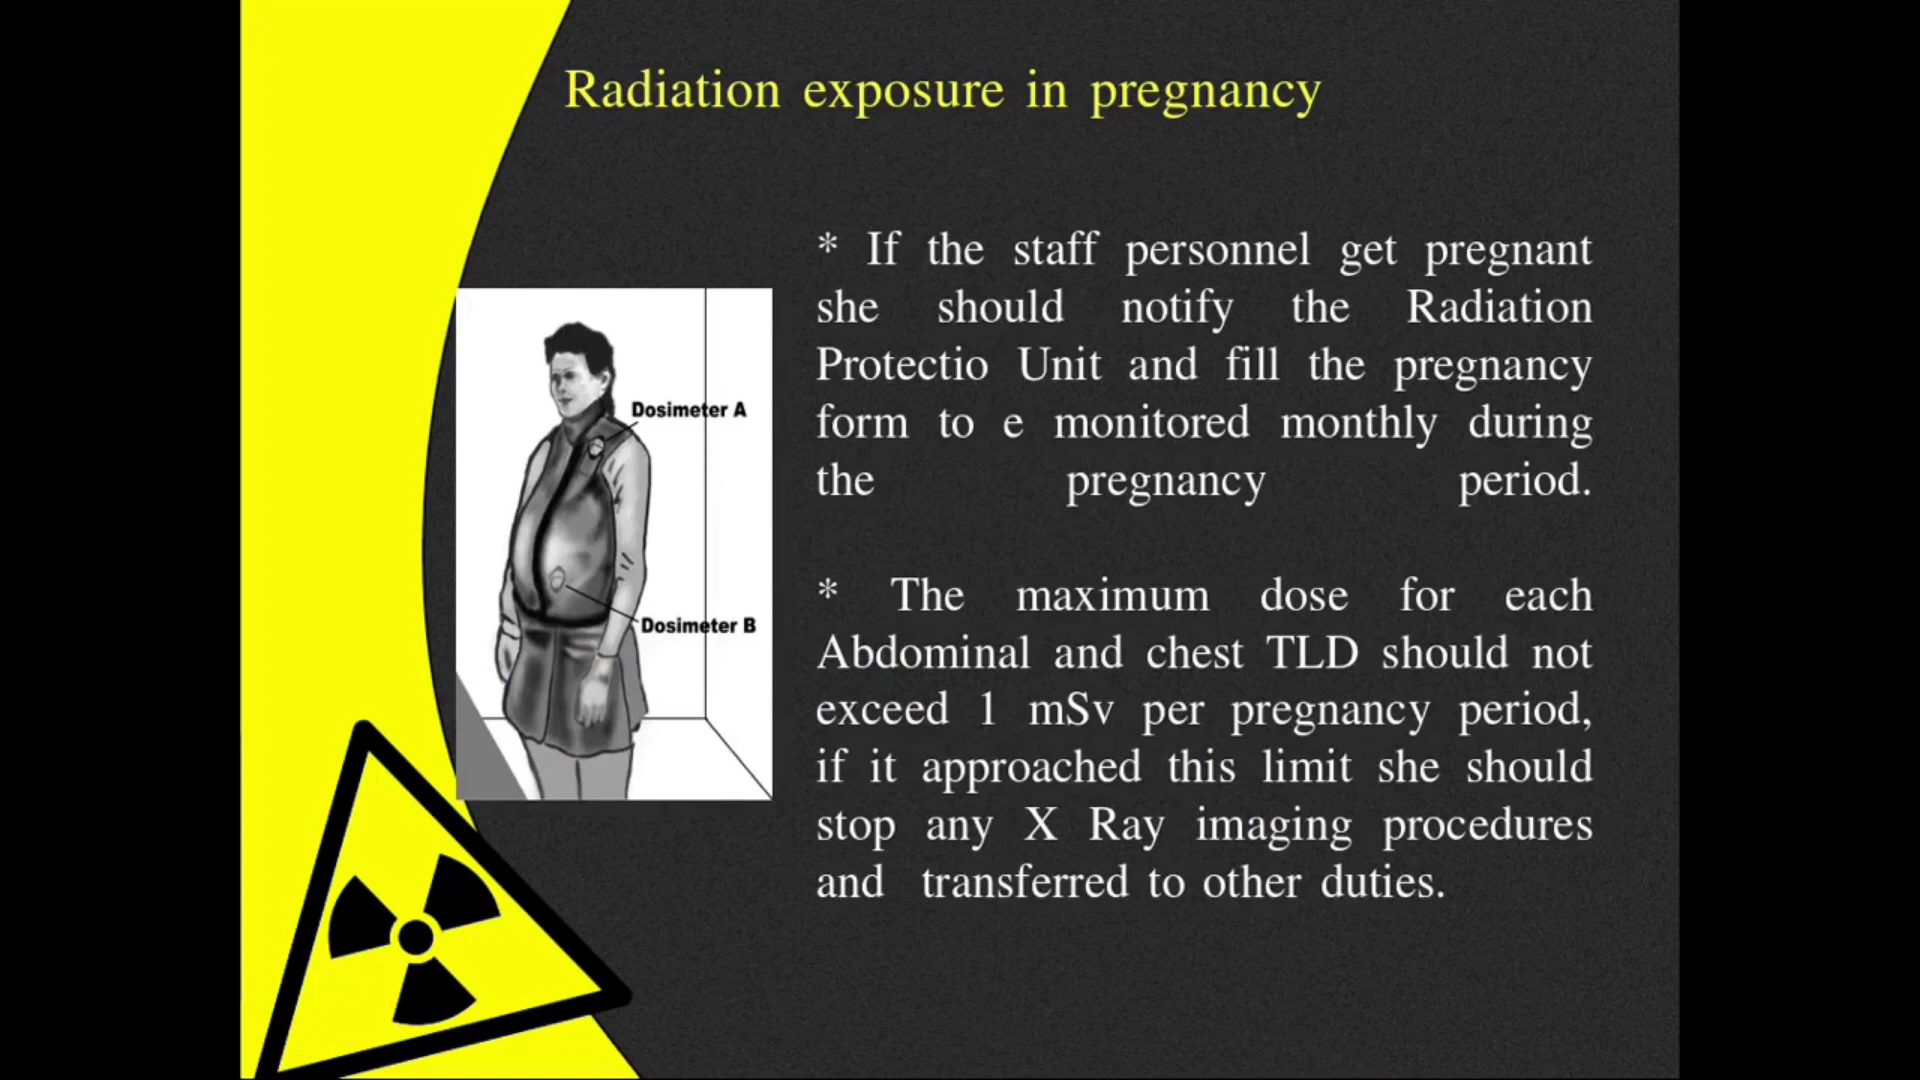 Radiation exposure in pregnancy
* If the staff personnel get pregnant
she should notify the Radiation
Protectio Unit and fill the pregnancy
form to e monitored monthly during
the pregnancy period.
* The maximum dose for each
Abdominal and chest TLD should not
exceed 1 mSv per pregnancy period,
if it approached this limit she should
stop any X Ray imaging procedures
and transferred to other duties.
Dosimeter A
Dosimeter B